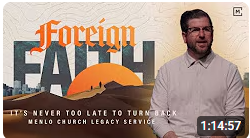 Foreign
FAITH
IT'S NEVER TOO LATE TO TURN BACK
MENLO CHURCH LEGACY SERVICE
M
1:14:57